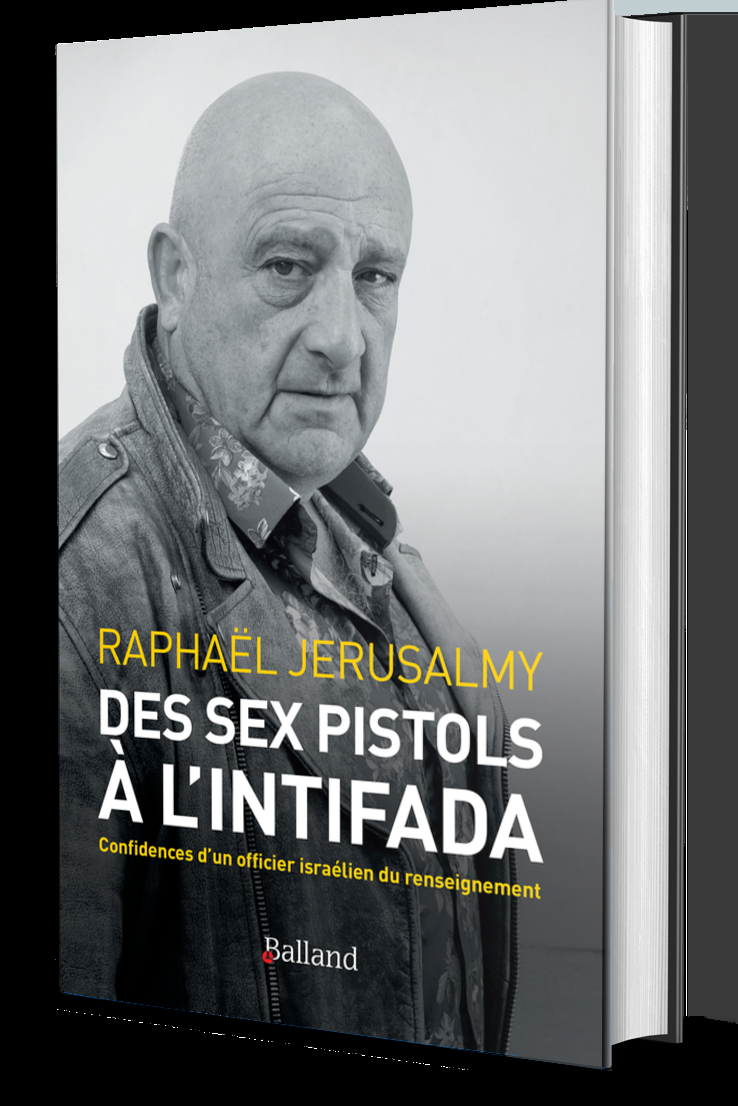 RAPHAËL JERUSALMY
DES SEX PISTOLS
À L'INTIFADA
Confidences d'un officier israélien du renseignement
Balland